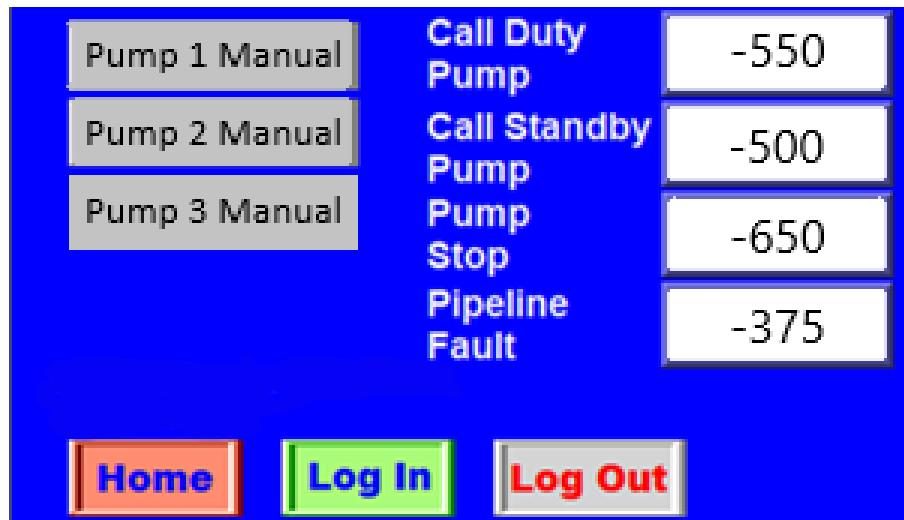 Pump 1 Manual
Pump 2 Manual
Pump 3 Manual
Call Duty
Pump
-550
Call Standby
Pump
-500
Pump
Stop
-650
Pipeline
Fault
-375
Home
Log In
Log Out